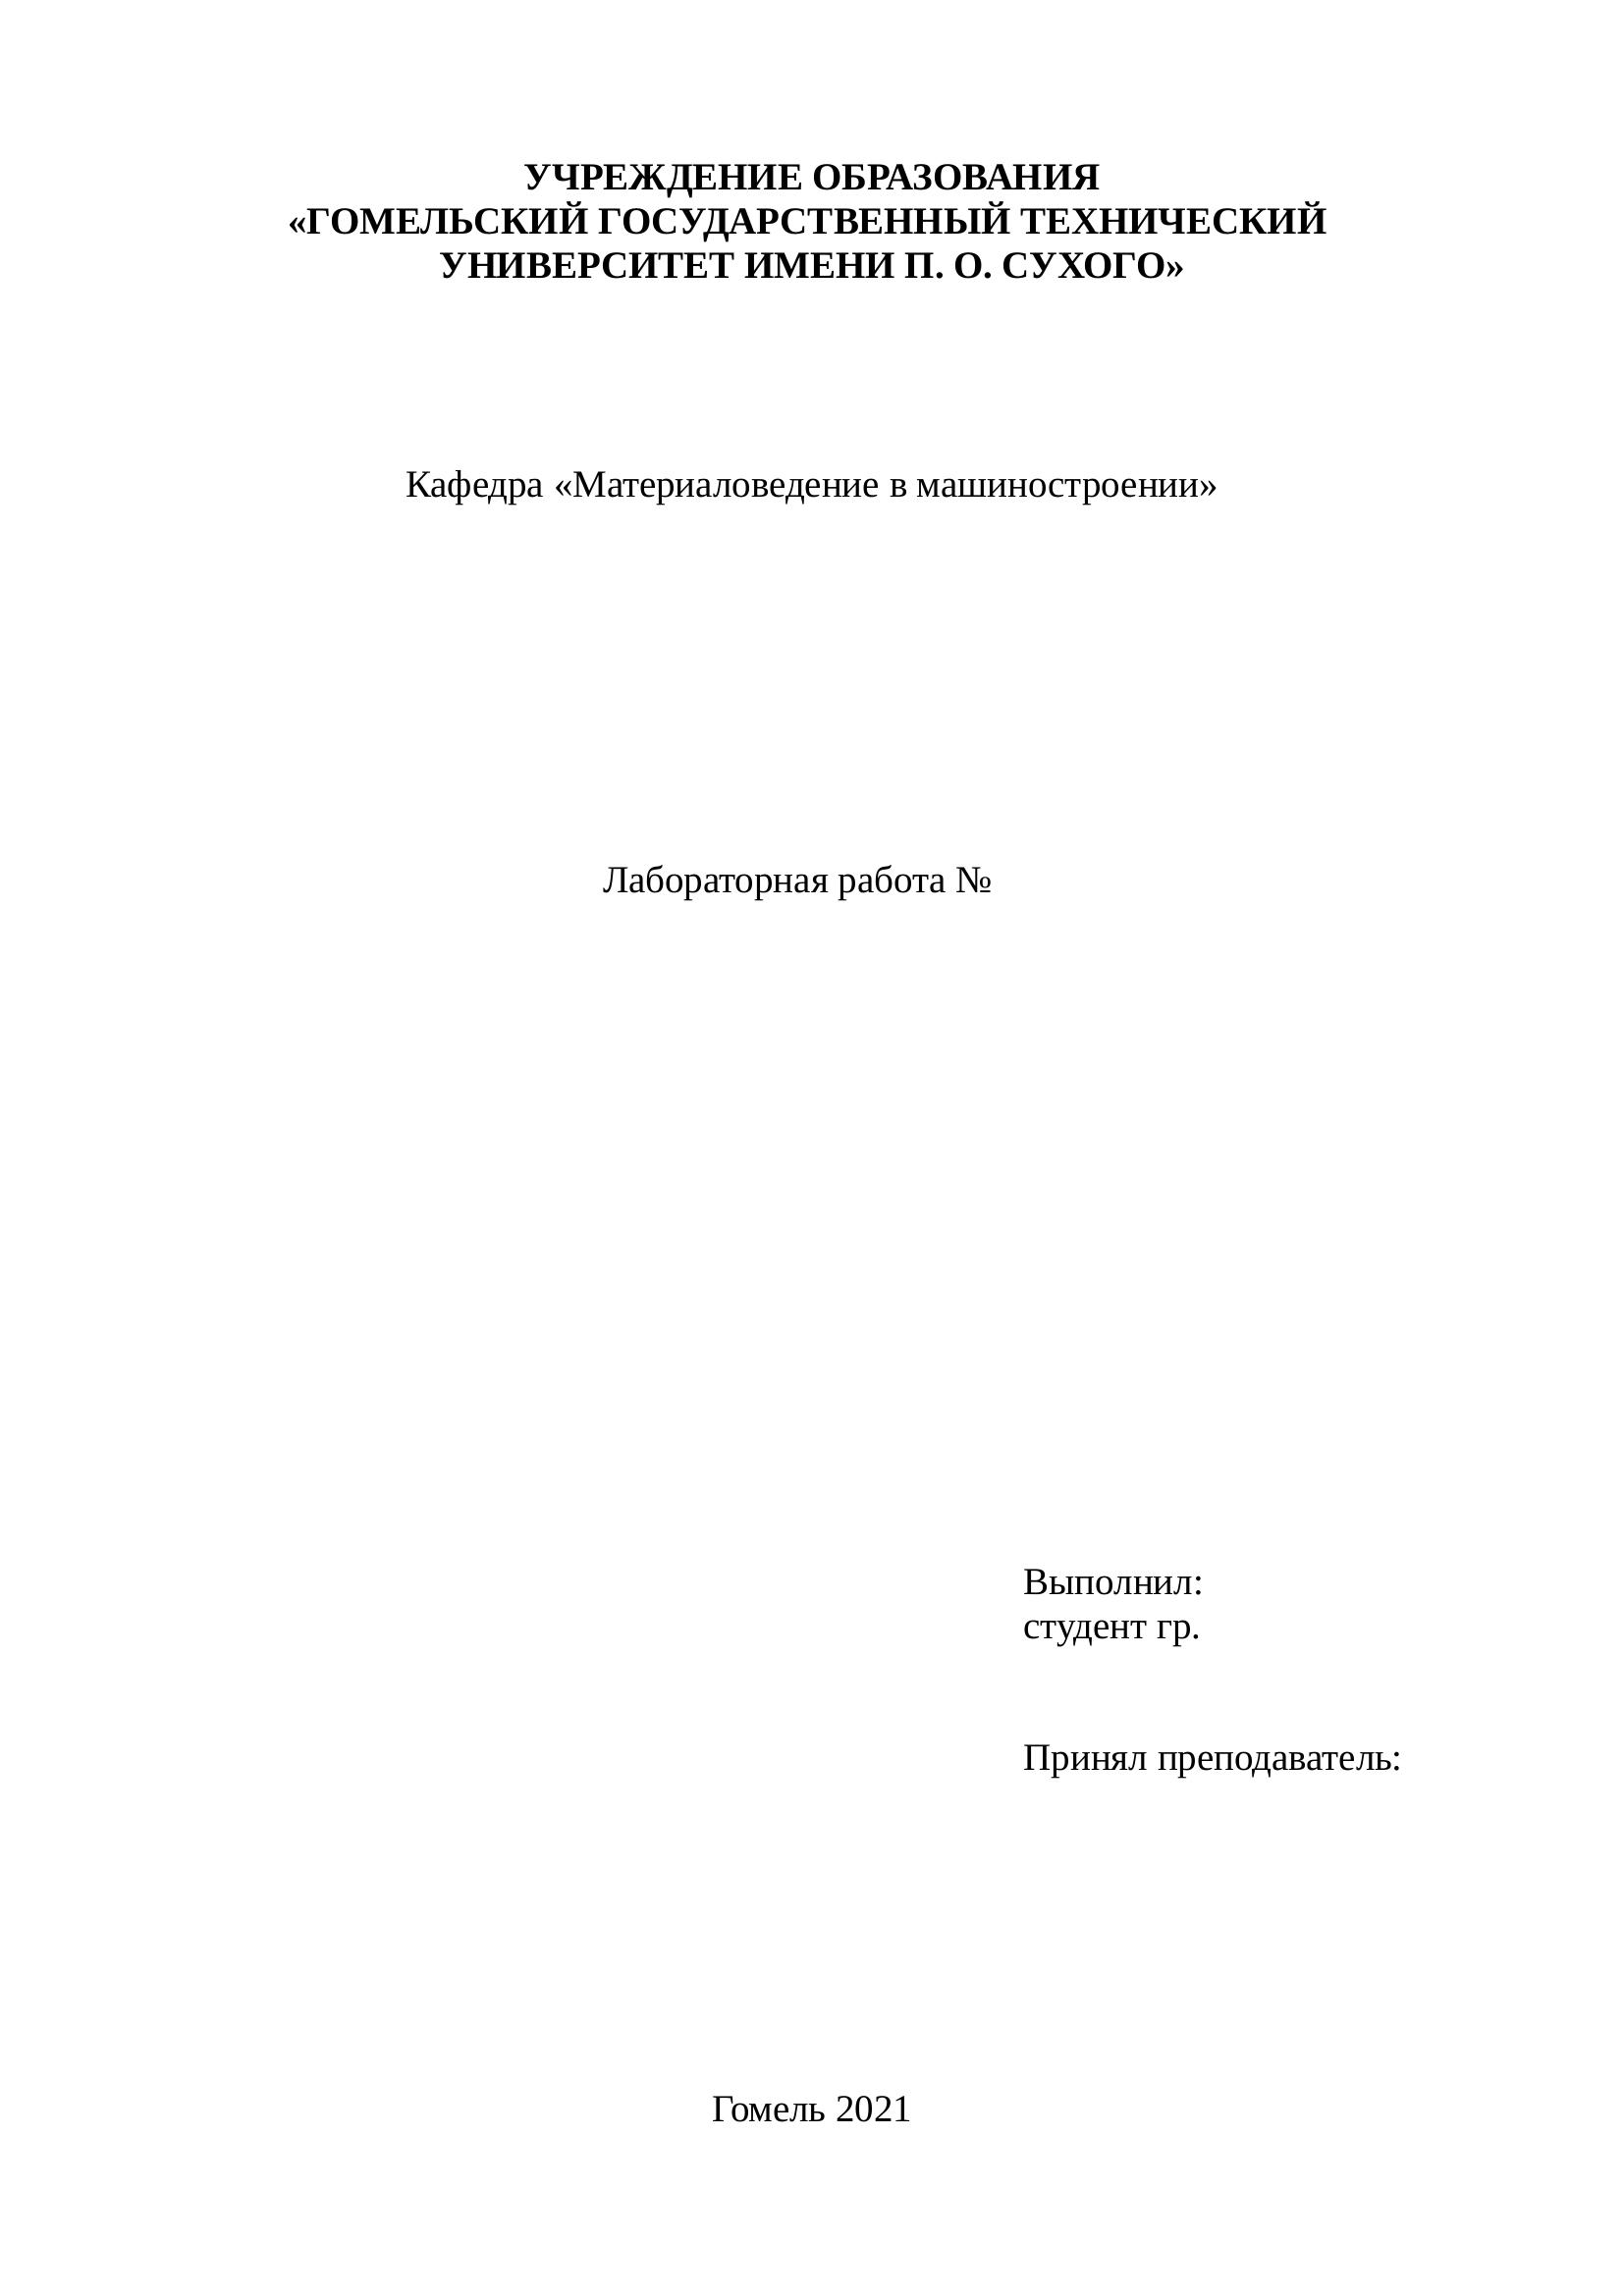 УЧРЕЖДЕНИЕ ОБРАЗОВАНИЯ
«ГОМЕЛЬСКИЙ ГОСУДАРСТВЕННЫЙ ТЕХНИЧЕСКИЙ
УНИВЕРСИТЕТ ИМЕНИ П. О. СУХОГО»
Кафедра «Материаловедение в машиностроении»
Лабораторная работа №
Выполнил:
студент гр.
Принял преподаватель:
Гомель 2021